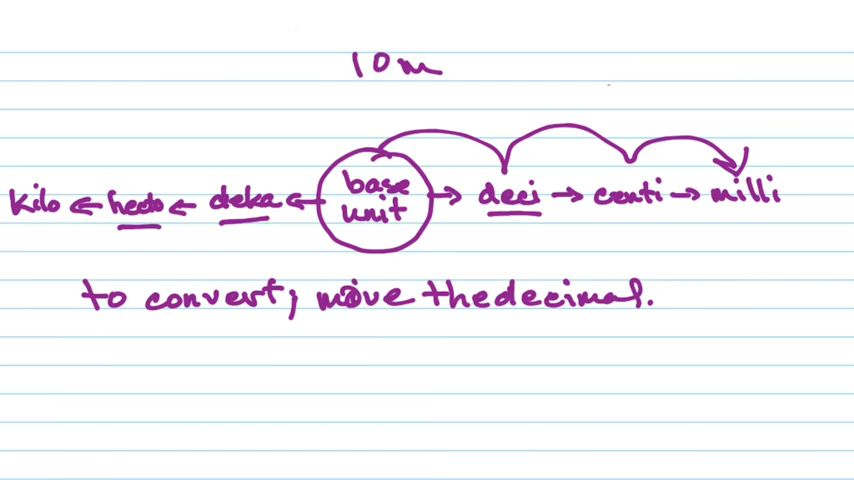 10m
kilo ← hecto ← deka ← base unit → deci → centi → milli
to convert, move the decimal.